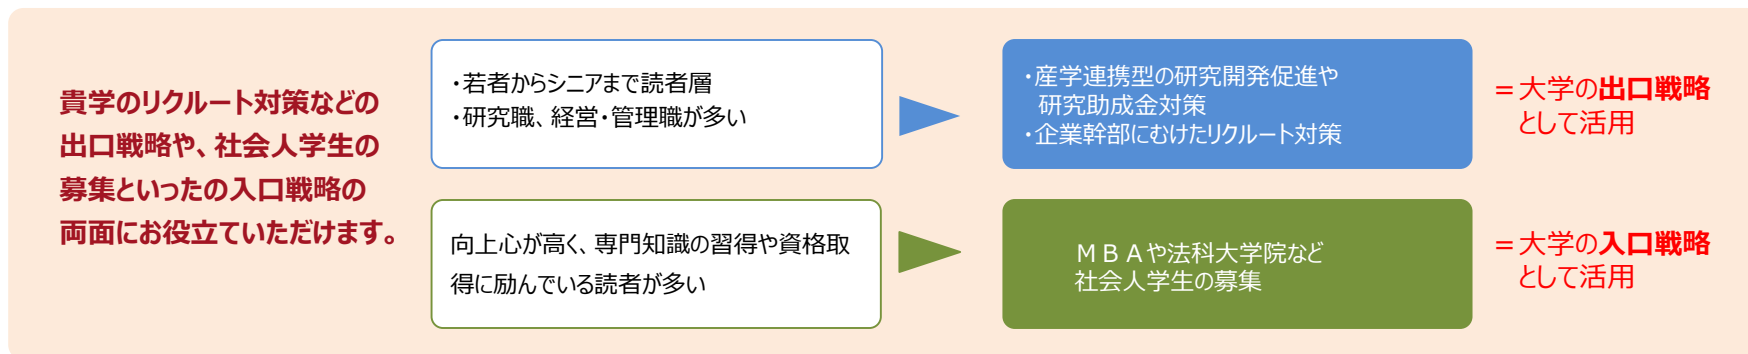 貴学のリクルート対策などの
出口戦略や、社会人学生の
募集といったの入口戦略の
両面にお役立ていただけます。
・若者からシニアまで読者層
・研究職、経営・管理職が多い
・産学連携型の研究開発促進や
研究助成金対策
・企業幹部にむけたリクルート対策
＝大学の出口戦略
として活用
向上心が高く、専門知識の習得や資格取
得に励んでいる読者が多い
ＭＢＡや法科大学院など
社会人学生の募集
＝大学の入口戦略
として活用